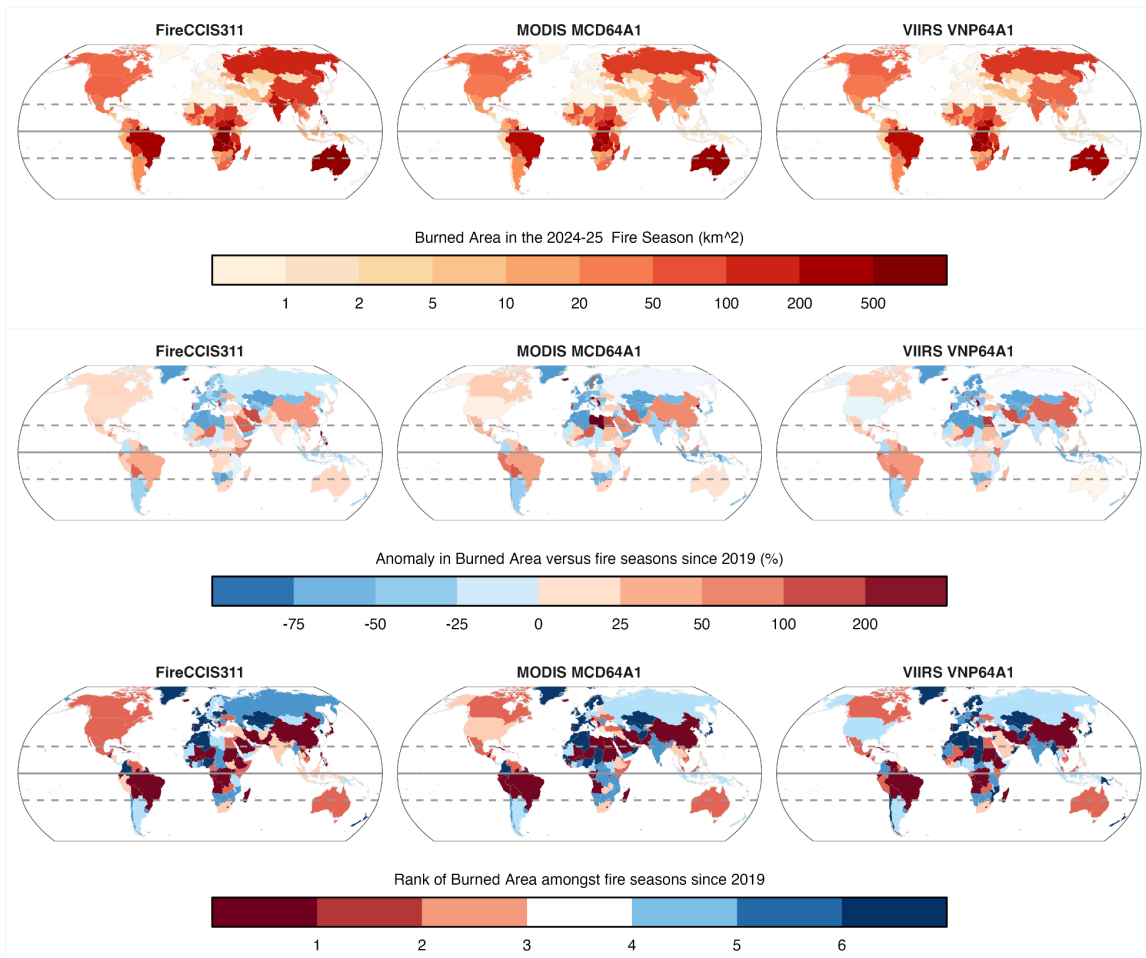 FireCCIS311 MODIS MCD64A1 VIIRS VNP64A1
Burned Area in the 2024-25 Fire Season (km^2)
1 2 5 10 20 50 100 200 500
FireCCIS311 MODIS MCD64A1 VIIRS VNP64A1
Anomaly in Burned Area versus fire seasons since 2019 (%)
-75 -50 -25 0 25 50 100 200
FireCCIS311 MODIS MCD64A1 VIIRS VNP64A1
Rank of Burned Area amongst fire seasons since 2019
1 2 3 4 5 6